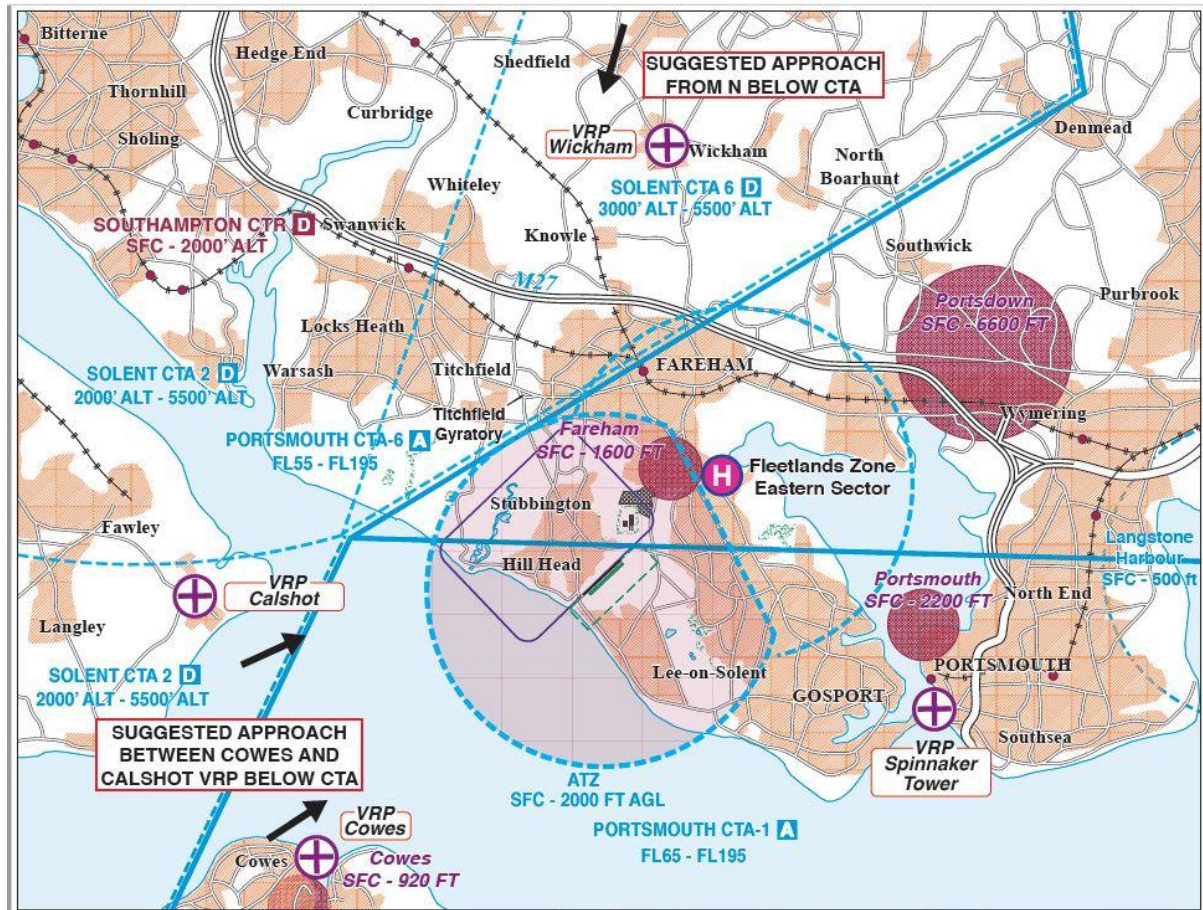 Bitterne
Hedge End
Shedfield
SUGGESTED APPROACH
FROM N BELOW CTA
Thornhill
Curbridge
Denmead
Sholing
VRP
Wickham
Wickham
North
Boarhunt
Whiteley
SOLENT CTA 6 D
3000' ALT - 5500' ALT
SOUTHAMPTON CTR D
SFC - 2000' ALT
Swanwick
Knowle
Southwick
M27
Purbrook
Portsdown
SFC - 6600 FT
Locks Heath
SOLENT CTA 2 D
2000' ALT - 5500' ALT
Warsash
Titchfield
FAREHAM
Titchfield
Gyratory
Wymering
PORTSMOUTH CTA-6 A
FL55 - FL195
Fareham
SFC - 1600 FT
H
Fleetlands Zone
Eastern Sector
Stubbington
Fawley
Hill Head
Langstone
Harbour
SFC - 500 ft
VRP
Calshot
Portsmouth
SFC - 2200 FT
North End
Langley
SOLENT CTA 2 D
2000' ALT - 5500' ALT
Lee-on-Solent
PORTSMOUTH
GOSPORT
SUGGESTED APPROACH
BETWEEN COWES AND
CALSHOT VRP BELOW CTA
VRP
Spinnaker
Tower
Southsea
ATZ
SFC - 2000 FT AGL
VRP
Cowes
PORTSMOUTH CTA-1 A
FL65 - FL195
Cowes
Cowes
SFC - 920 FT